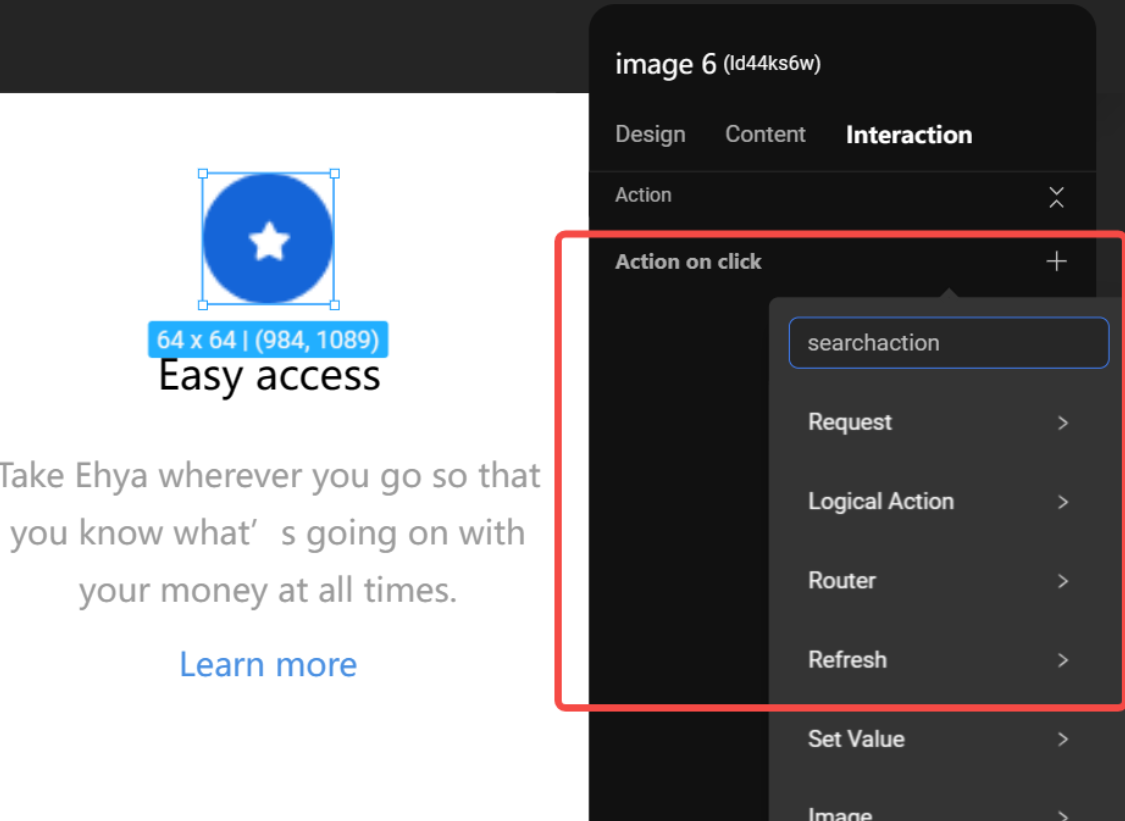 image 6 (ld44ks6w)
Design Content Interaction
Action
Action on click
searchaction
Request
Logical Action
Router
Refresh
Set Value
Image
64 x 64 | (984, 1089)
Easy access
Take Ehya wherever you go so that
you know what’s going on with
your money at all times.
Learn more